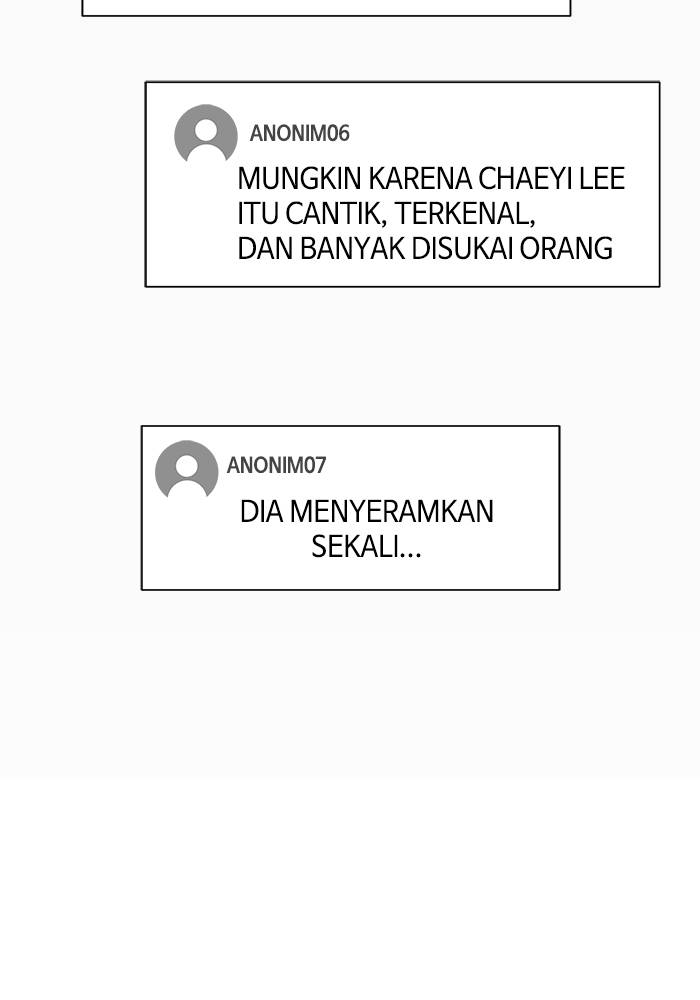 ANONIM06
MUNGKIN KARENA CHAEYI LEE
ITU CANTIK, TERKENAL,
DAN BANYAK DISUKAI ORANG
ANONIM07
DIA MENYERAMKAN
SEKALI...